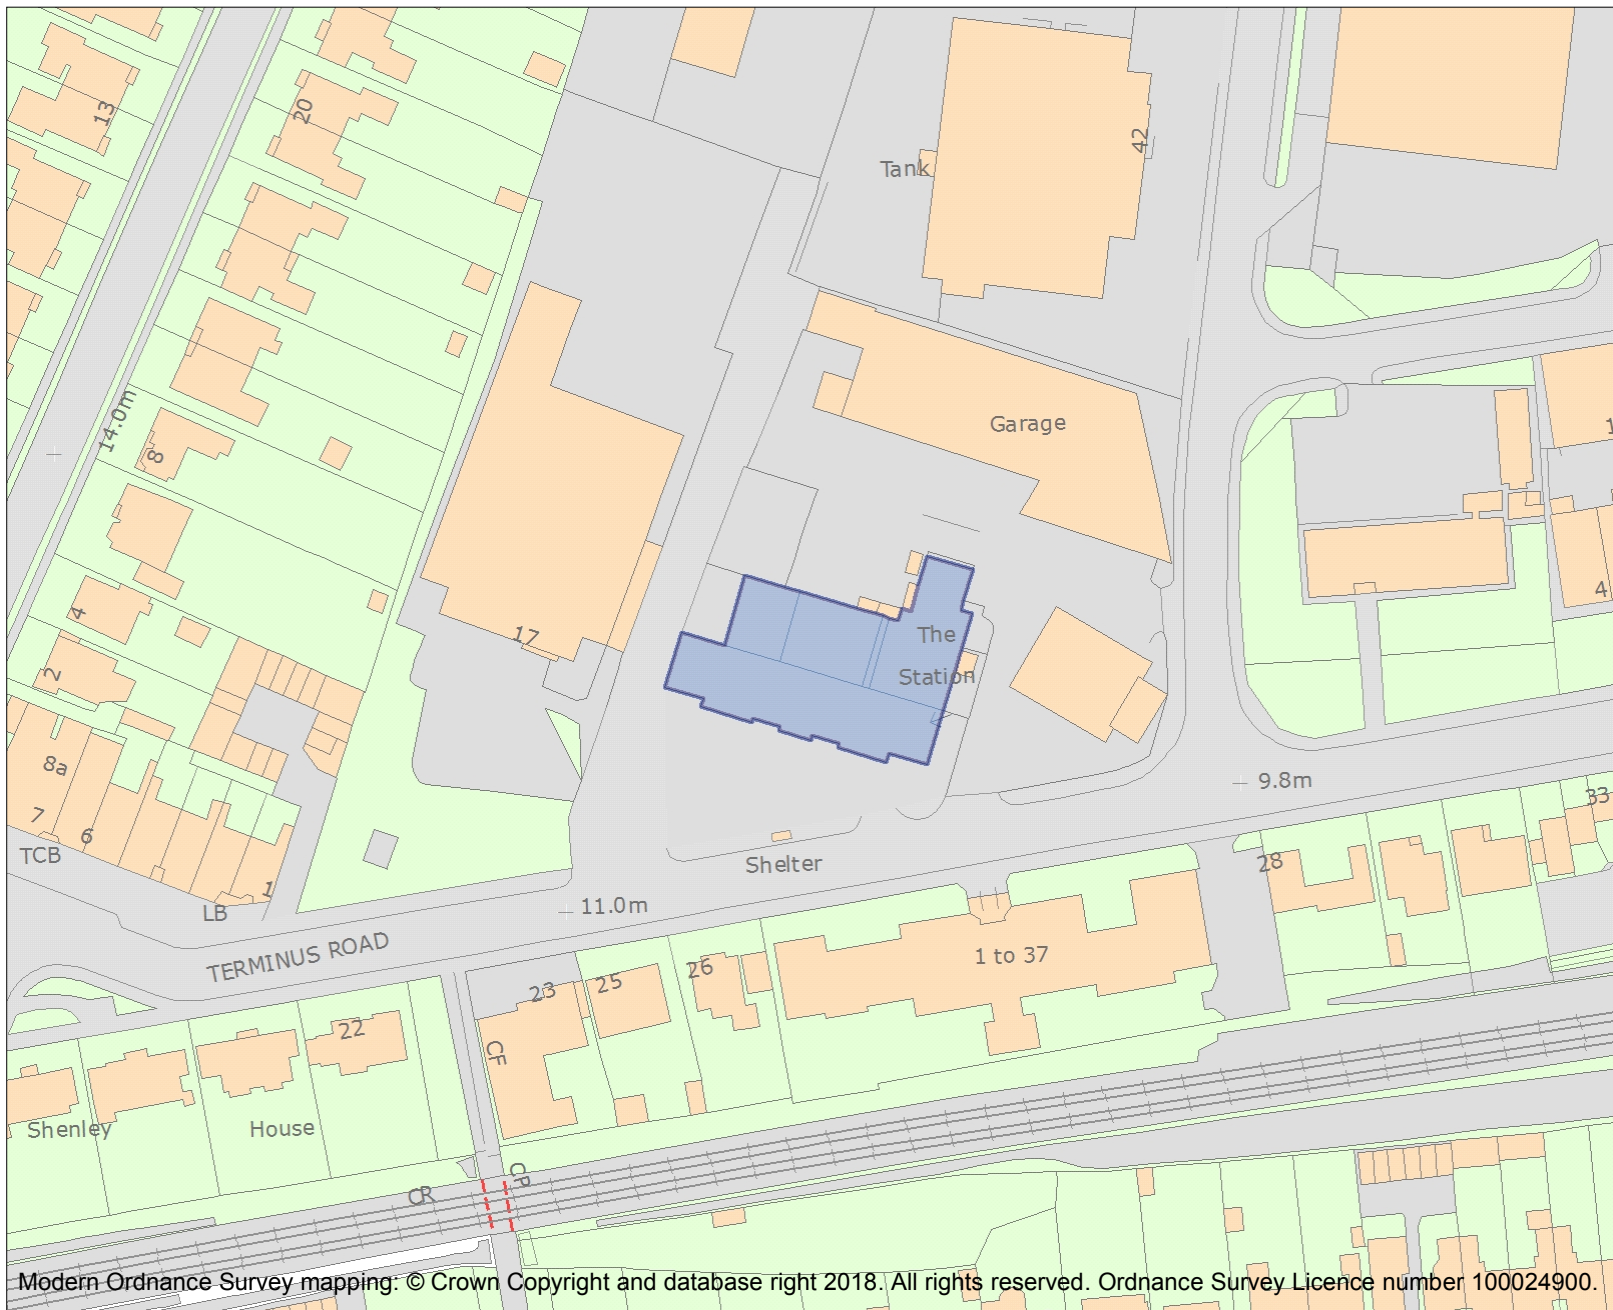 13
20
42
Tank
14.0m
Garage
8
1
4
4
17
The
Station
2
8a
7
6
TCB
1
LB
Shelter
9.8m
33
28
11.0m
TERMINUS ROAD
1 to 37
26
25
23
22
CF
Shenley
House
CR
CP
Modern Ordnance Survey mapping: © Crown Copyright and database right 2018. All rights reserved. Ordnance Survey Licence number 100024900.